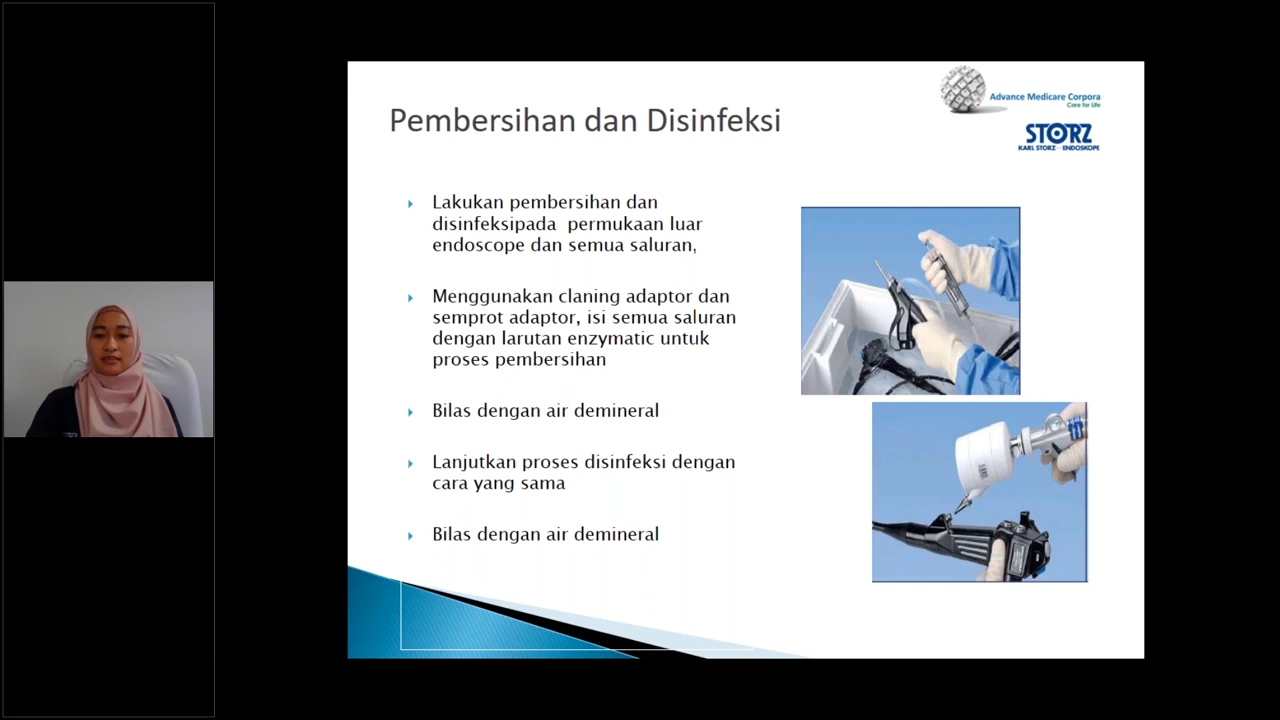 Advance Medicare Corpora
Care for Life
STORZ
KARL STORZ - ENDOSKOPE
Pembersihan dan Disinfeksi
Lakukan pembersihan dan
disinfeksipada permukaan luar
endoscope dan semua saluran,
Menggunakan claning adaptor dan
semprot adaptor, isi semua saluran
dengan larutan enzymatic untuk
proses pembersihan
Bilas dengan air demineral
Lanjutkan proses disinfeksi dengan
cara yang sama
Bilas dengan air demineral